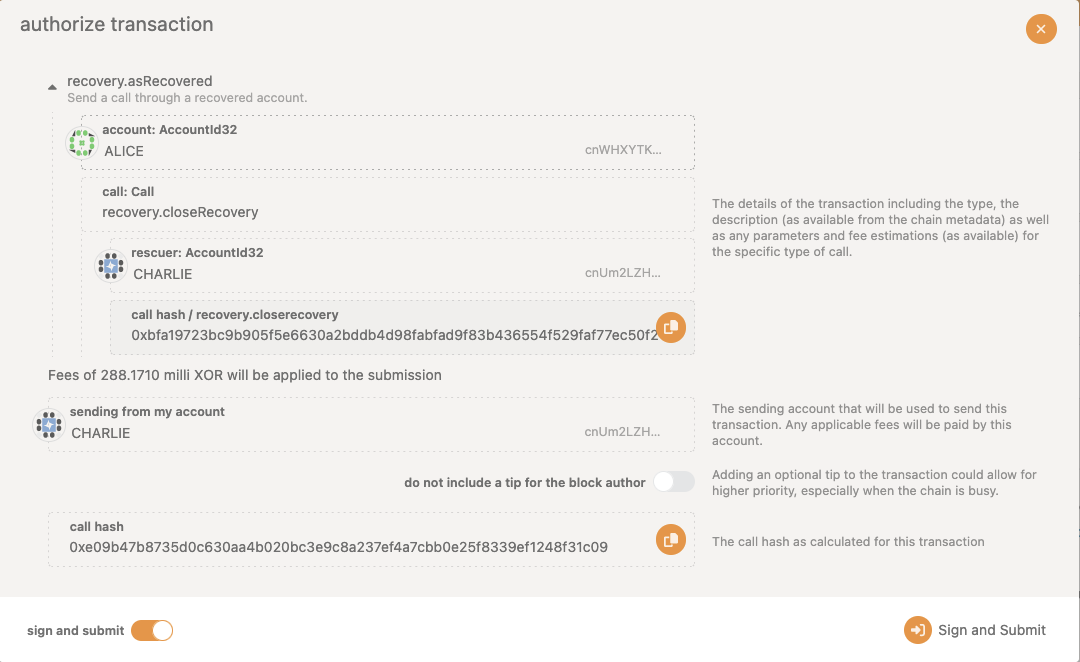 authorize transaction
recovery.asRecovered
Send a call through a recovered account.
account: AccountId32
ALICE
cnWHXYTK...
call: Call
recovery.closeRecovery
rescuer: AccountId32
CHARLIE
cnUm2LZH...
call hash / recovery.closerecovery
0xbfa19723bc9b905f5e6630a2bddb4d98fabfad9f83b436554f529faf77ec50f2
The details of the transaction including the type, the
description (as available from the chain metadata) as well
as any parameters and fee estimations (as available) for
the specific type of call.
Fees of 288.1710 milli XOR will be applied to the submission
sending from my account
CHARLIE
cnUm2LZH...
The sending account that will be used to send this
transaction. Any applicable fees will be paid by this
account.
do not include a tip for the block author
Adding an optional tip to the transaction could allow for
higher priority, especially when the chain is busy.
call hash
0xe09b47b8735d0c630aa4b020bc3e9c8a237ef4a7cbb0e25f8339ef1248f31c09
The call hash as calculated for this transaction
sign and submit
Sign and Submit